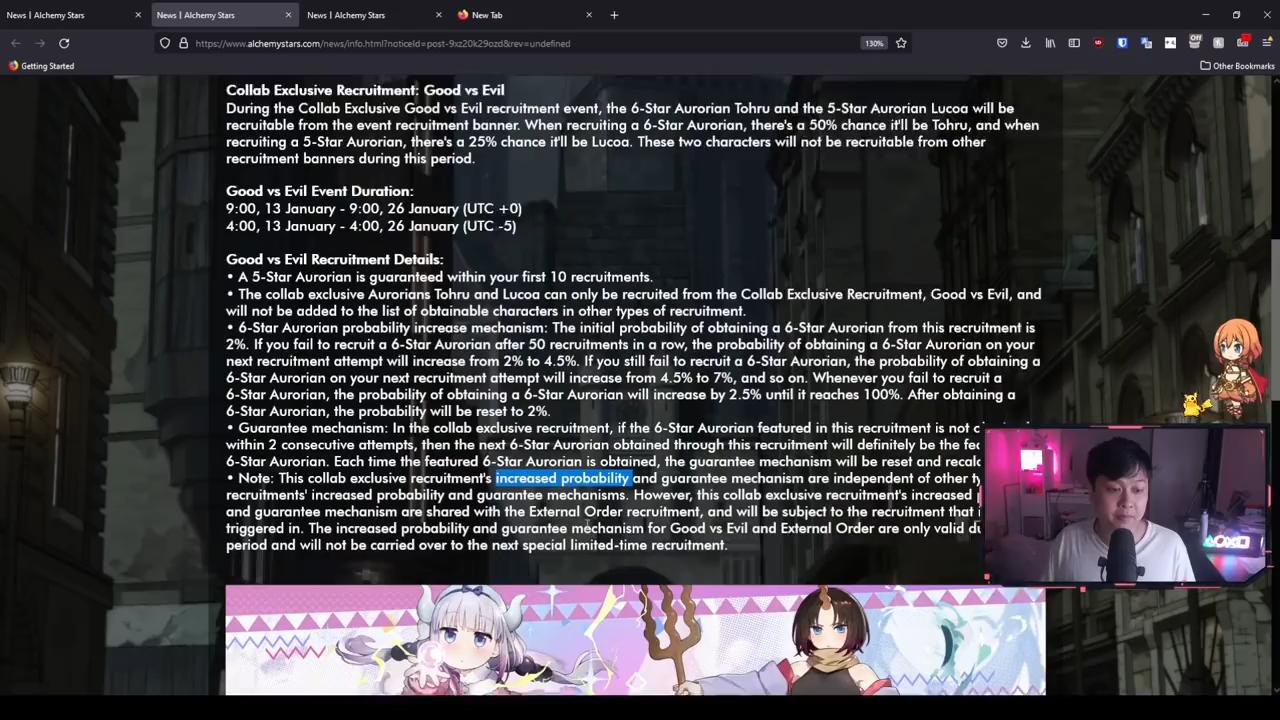 News | Alchemy Stars
News | Alchemy Stars
News | Alchemy Stars
New Tab
https://www.alchemystars.com/news/info.html?noticeId=post-9xz20k29ozd&rev=undefined
130%
Off
Getting Started
Other Bookmarks
Collab Exclusive Recruitment: Good vs Evil
During the Collab Exclusive Good vs Evil recruitment event, the 6-Star Aurorian Tohru and the 5-Star Aurorian Lucoa will be
recruitable from the event recruitment banner. When recruiting a 6-Star Aurorian, there's a 50% chance it'll be Tohru, and when
recruiting a 5-Star Aurorian, there's a 25% chance it'll be Lucoa. These two characters will not be recruitable from other
recruitment banners during this period.
Good vs Evil Event Duration:
9:00, 13 January - 9:00, 26 January (UTC +0)
4:00, 13 January - 4:00, 26 January (UTC -5)
Good vs Evil Recruitment Details:
• A 5-Star Aurorian is guaranteed within your first 10 recruitments.
• The collab exclusive Aurorians Tohru and Lucoa can only be recruited from the Collab Exclusive Recruitment, Good vs Evil, and
will not be added to the list of obtainable characters in other types of recruitment.
• 6-Star Aurorian probability increase mechanism: The initial probability of obtaining a 6-Star Aurorian from this recruitment is
2%. If you fail to recruit a 6-Star Aurorian after 50 recruitments in a row, the probability of obtaining a 6-Star Aurorian on your
next recruitment attempt will increase from 2% to 4.5%. If you still fail to recruit a 6-Star Aurorian, the probability of obtaining a
6-Star Aurorian on your next recruitment attempt will increase from 4.5% to 7%, and so on. Whenever you fail to recruit a
6-Star Aurorian, the probability of obtaining a 6-Star Aurorian will increase by 2.5% until it reaches 100%. After obtaining a
6-Star Aurorian, the probability will be reset to 2%.
• Guarantee mechanism: In the collab exclusive recruitment, if the 6-Star Aurorian featured in this recruitment is not
within 2 consecutive attempts, then the next 6-Star Aurorian obtained through this recruitment will definitely be the
6-Star Aurorian. Each time the featured 6-Star Aurorian is obtained, the guarantee mechanism will be reset and
• Note: This collab exclusive recruitment's increased probability and guarantee mechanism are independent of other
recruitments' increased probability and guarantee mechanisms. However, this collab exclusive recruitment's increased
and guarantee mechanism are shared with the External Order recruitment, and will be subject to the recruitment that
triggered in. The increased probability and guarantee mechanism for Good vs Evil and External Order are only valid
period and will not be carried over to the next special limited-time recruitment.